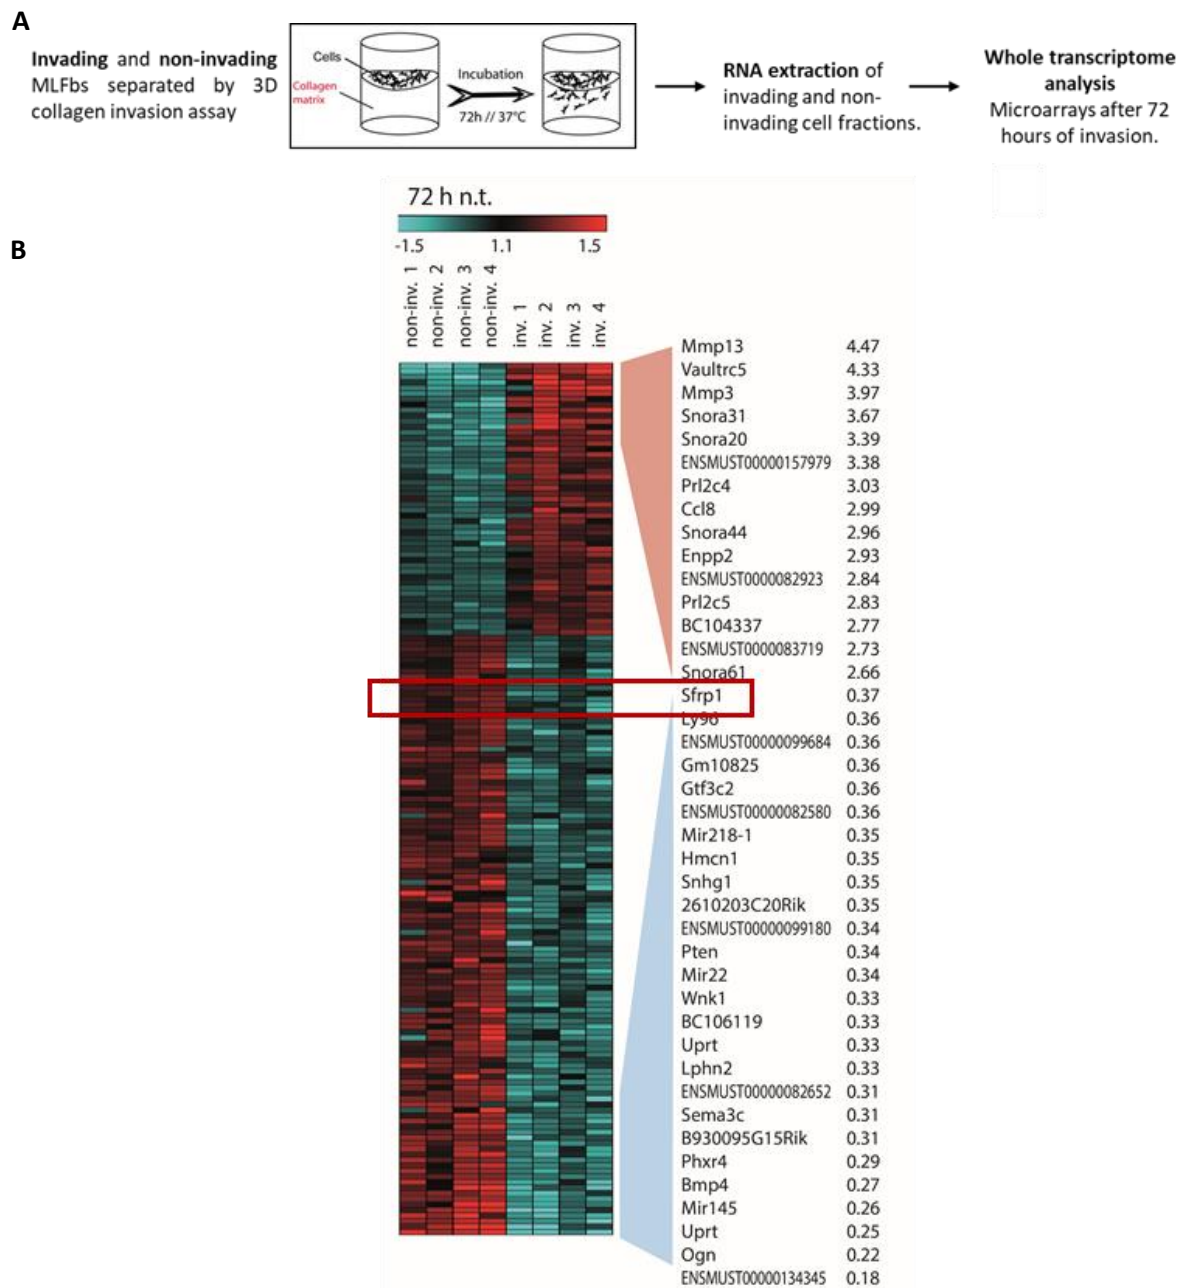 A
Invading and non-invading
MLFbs separated by 3D
collagen invasion assay
Cells
Collagen
matrix
Incubation
72h // 37°C
RNA extraction of
invading and non-
invading cell fractions.
Whole transcriptome
analysis
Microarrays after 72
hours of invasion.
B
72 h n.t.
-1.5 1.1 1.5
non-inv. 1
non-inv. 2
non-inv. 3
non-inv. 4
inv. 1
inv. 2
inv. 3
inv. 4
Mmp13 4.47
Vaultrc5 4.33
Mmp3 3.97
Snora31 3.67
Snora20 3.39
ENSMUST00000157979 3.38
Prl2c4 3.03
Ccl8 2.99
Snora44 2.96
Enpp2 2.93
ENSMUST0000082923 2.84
Prl2c5 2.83
BC104337 2.77
ENSMUST0000083719 2.73
Snora61 2.66
Sfrp1 0.37
Ly96 0.36
ENSMUST00000099684 0.36
Gm10825 0.36
Gtf3c2 0.36
ENSMUST00000082580 0.36
Mir218-1 0.35
Hmcn1 0.35
Snhg1 0.35
2610203C20Rik 0.35
ENSMUST00000099180 0.34
Pten 0.34
Mir22 0.34
Wnk1 0.33
BC106119 0.33
Uprt 0.33
Lphn2 0.33
ENSMUST00000082652 0.31
Sema3c 0.31
B930095G15Rik 0.31
Phxr4 0.29
Bmp4 0.27
Mir145 0.26
Uprt 0.25
Ogn 0.22
ENSMUST00000134345 0.18